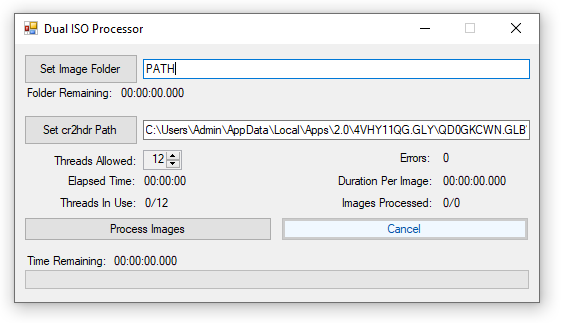 Dual ISO Processor
Set Image Folder PATH
Folder Remaining: 00:00:00.000
Set cr2hdr Path C:\Users\Admin\AppData\Local\Apps\2.0\4VHY11QG.GLY\QD0GKCWN.GLB\
Threads Allowed: 12 Errors: 0
Elapsed Time: 00:00:00 Duration Per Image: 00:00:00.000
Threads In Use: 0/12 Images Processed: 0/0
Process Images Cancel
Time Remaining: 00:00:00.000